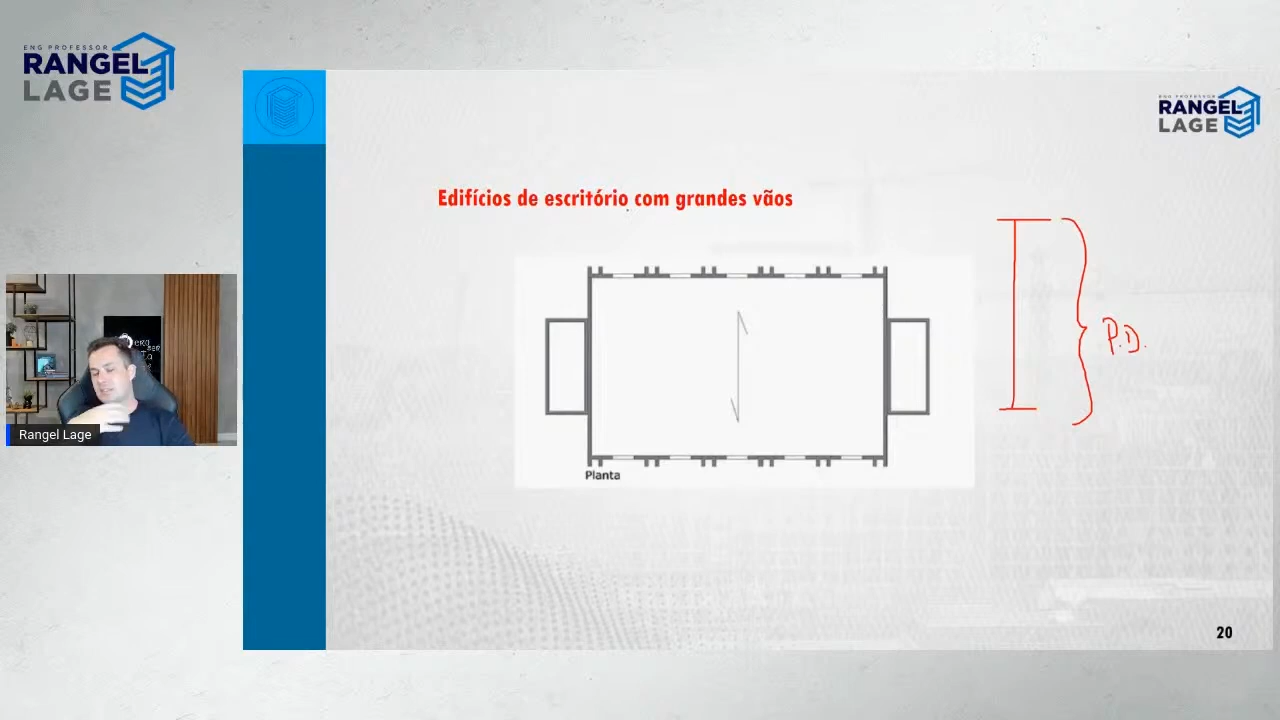 ENG PROFESSOR
RANGEL
LAGE
ENG PROFESSOR
RANGEL
LAGE
Edifícios de escritório com grandes vãos
P.D.
Planta
Rangel Lage
20